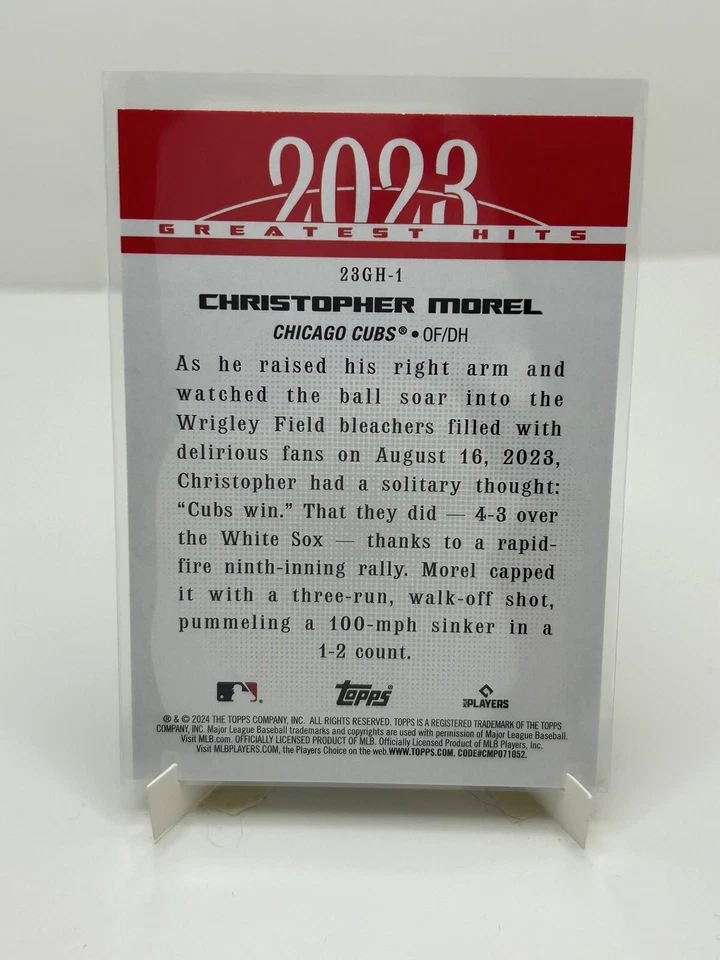 2023
GREATEST HITS
23GH-1
CHRISTOPHER MOREL
CHICAGO CUBS® • OF/DH
As he raised his right arm and
watched the ball soar into the
Wrigley Field bleachers filled with
delirious fans on August 16, 2023,
Christopher had a solitary thought:
“Cubs win.” That they did — 4-3 over
the White Sox — thanks to a rapid-
fire ninth-inning rally. Morel capped
it with a three-run, walk-off shot,
pummeling a 100-mph sinker in a
1-2 count.
topps® PLAYERS
® & © 2024 THE TOPPS COMPANY, INC. ALL RIGHTS RESERVED. TOPPS IS A REGISTERED TRADEMARK OF THE TOPPS
COMPANY, INC. Major League Baseball trademarks and copyrights are used with permission of Major League Baseball.
Visit MLB.com. OFFICIALLY LICENSED PRODUCT OF MLB. Officially Licensed Product of MLB Players, Inc.
Visit MLBPLAYERS.COM, the Players Choice on the web.WWW.TOPPS.COM. CODE#CMP071052.